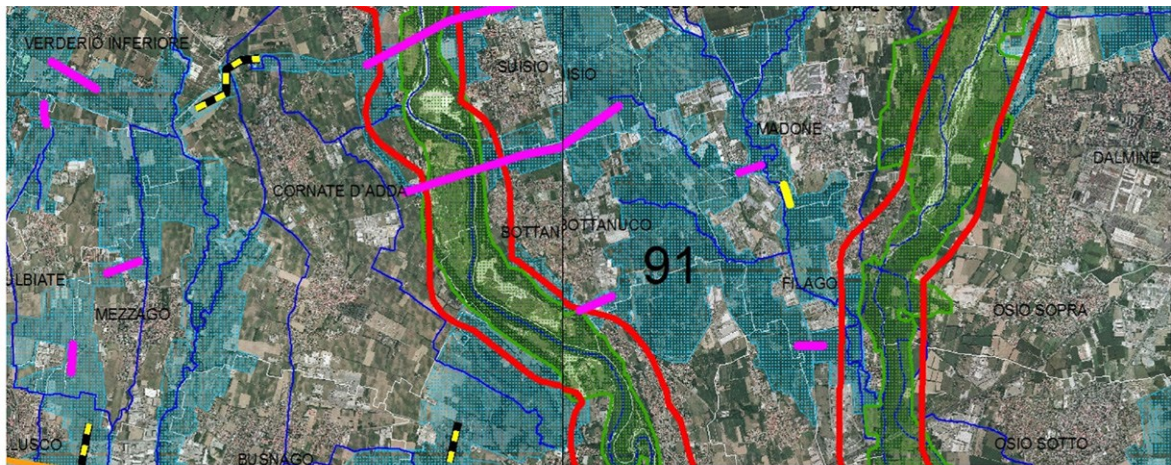 VERDERIO INFERIORE
SUISIO
UISIO
MADONE
DALMINE
CORNATE D'ADDA
BOTTAN
BOTTANUCO
91
FILAGO
ULBIATE
MEZZAGO
OSIO SOPRA
LUSCO
BUSNAGO
OSIO SOTTO